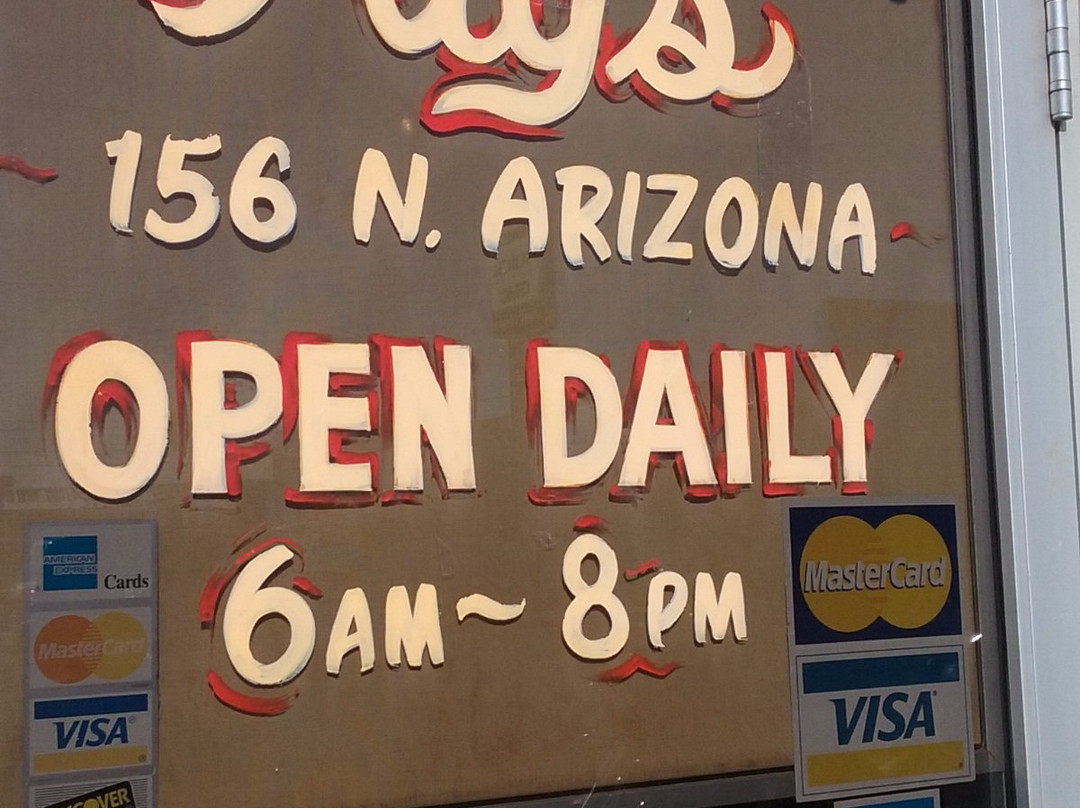 156 N. ARIZONA
OPEN DAILY
6AM~8PM
AMERICAN
EXPRESS
Cards
MasterCard
VISA
MasterCard
VISA